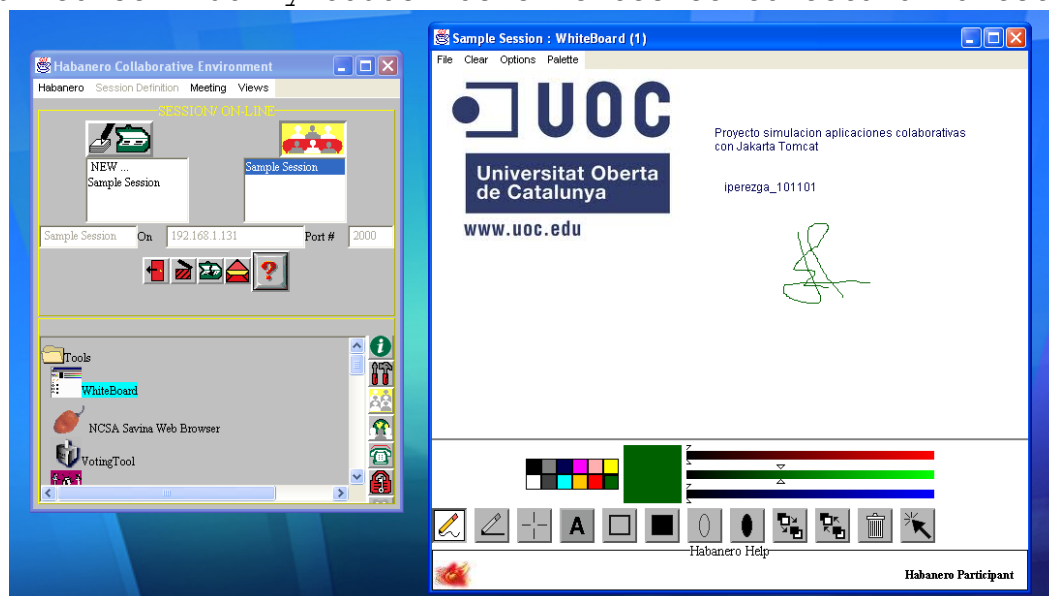 Habanero Collaborative Environment
Habanero Session Definition Meeting Views
SESSION/ ON-LINE
NEW ...
Sample Session
Sample Session
Sample Session On 192.168.1.131 Port # 2000
Tools
WhiteBoard
NCSA Savina Web Browser
VotingTool
Sample Session : WhiteBoard (1)
File Clear Options Palette
UOC
Universitat Oberta
de Catalunya
www.uoc.edu
Proyecto simulacion aplicaciones colaborativas
con Jakarta Tomcat
iperezga_101101
A
Habanero Help
Habanero Participant